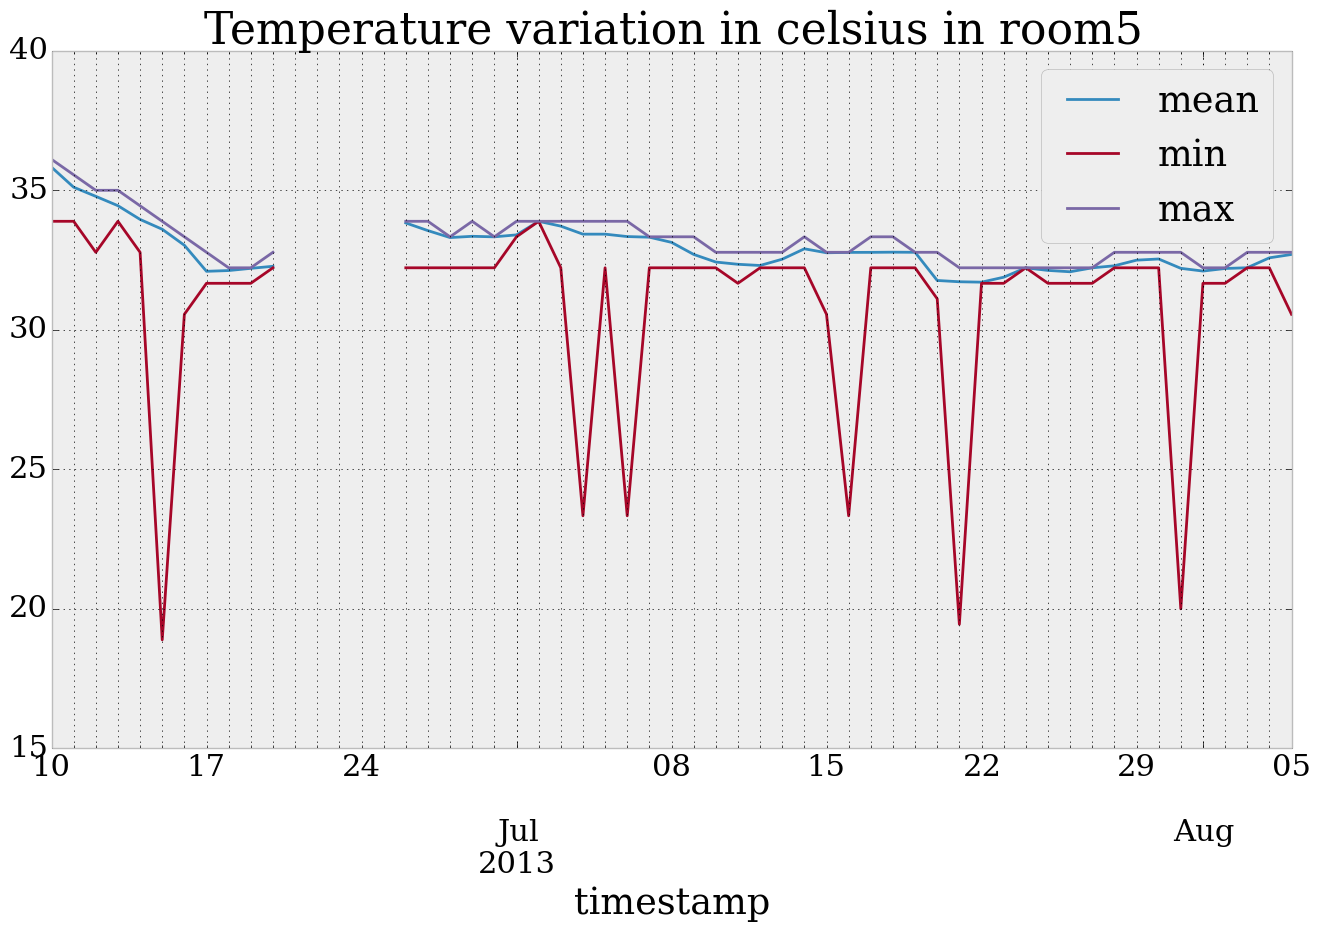 Temperature variation in celsius in room5
40
35
30
25
20
15
mean
min
max
10 17 24 08 15 22 29 05
Jul Aug
2013
timestamp